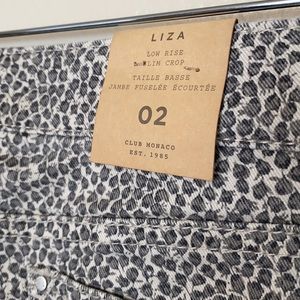 LIZA
LOW RISE
SLIM CROP
TAILLE BASSE
JAMBE FUSELÉE ÉCOURTÉE
02
CLUB MONACO
EST. 1985